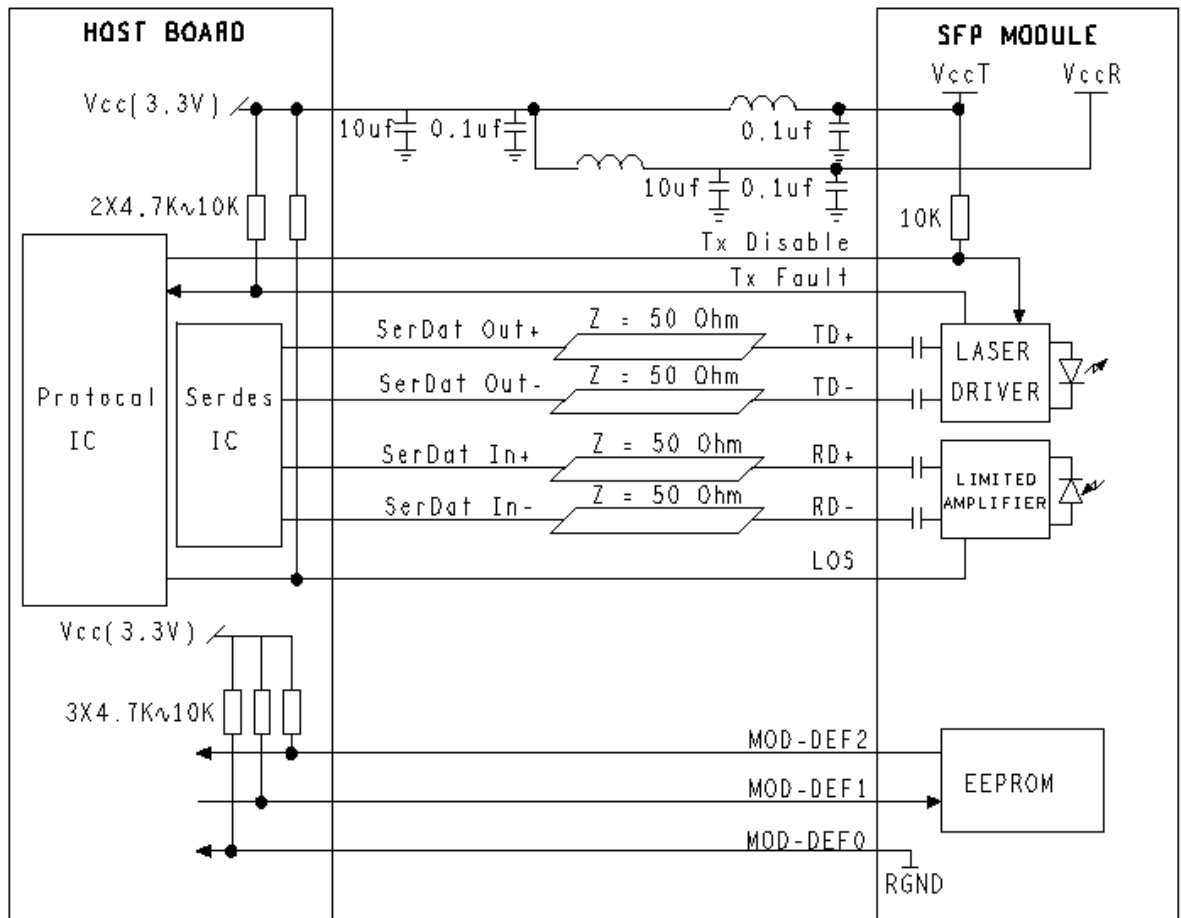 HOST BOARD
SFP MODULE
VccT
VccR
Vcc(3.3V)
10uf
0.1uf
0.1uf
10uf
0.1uf
2X4.7K~10K
10K
Tx Disable
Tx Fault
SerDat Out+
Z = 50 Ohm
TD+
SerDat Out-
Z = 50 Ohm
TD-
LASER
DRIVER
Protocal
IC
Serdes
IC
SerDat In+
Z = 50 Ohm
RD+
SerDat In-
Z = 50 Ohm
RD-
LIMITED
AMPLIFIER
LOS
Vcc(3.3V)
3X4.7K~10K
MOD-DEF2
MOD-DEF1
EEPROM
MOD-DEF0
RGND